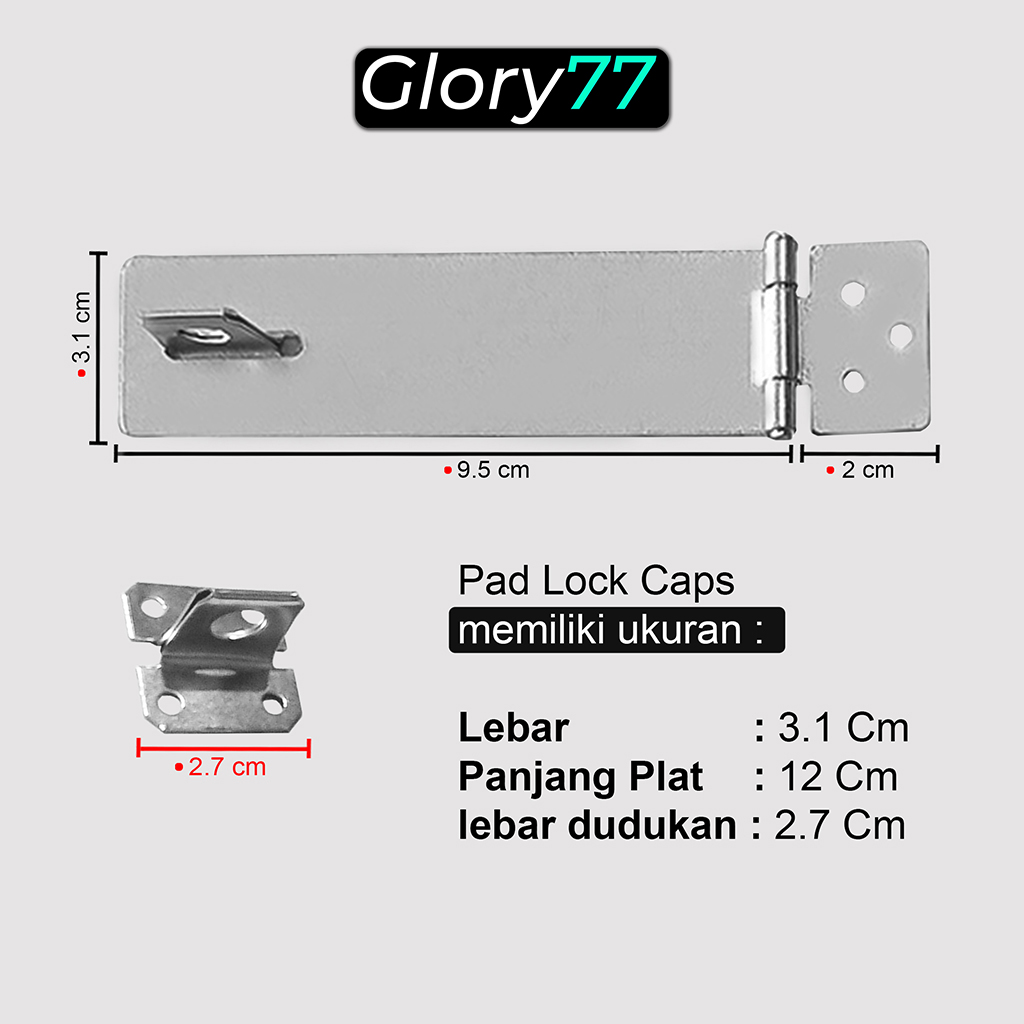 Glory77
3.1 cm
9.5 cm
2 cm
Pad Lock Caps
memiliki ukuran :
2.7 cm
Lebar : 3.1 Cm
Panjang Plat : 12 Cm
lebar dudukan : 2.7 Cm